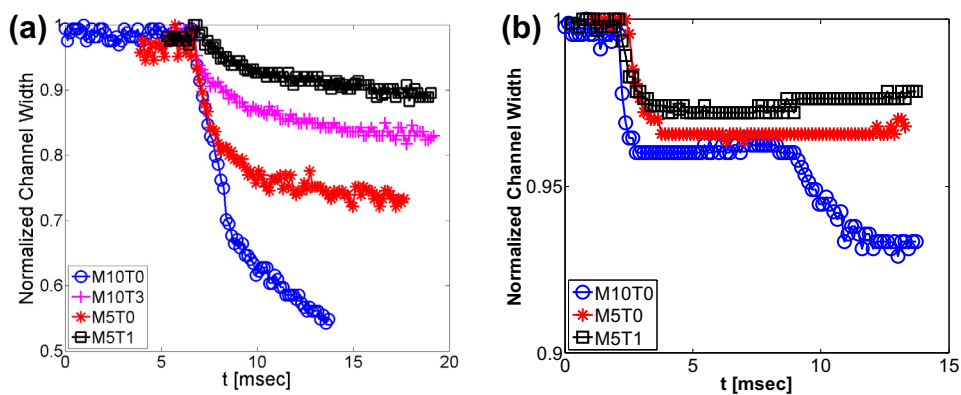 (a)
Normalized Channel Width
1
0.9
0.8
0.7
0.6
0.5
0
5
10
15
20
t [msec]
M10T0
M10T3
M5T0
M5T1
(b)
Normalized Channel Width
1
0.95
0.9
0
5
10
15
t [msec]
M10T0
M5T0
M5T1